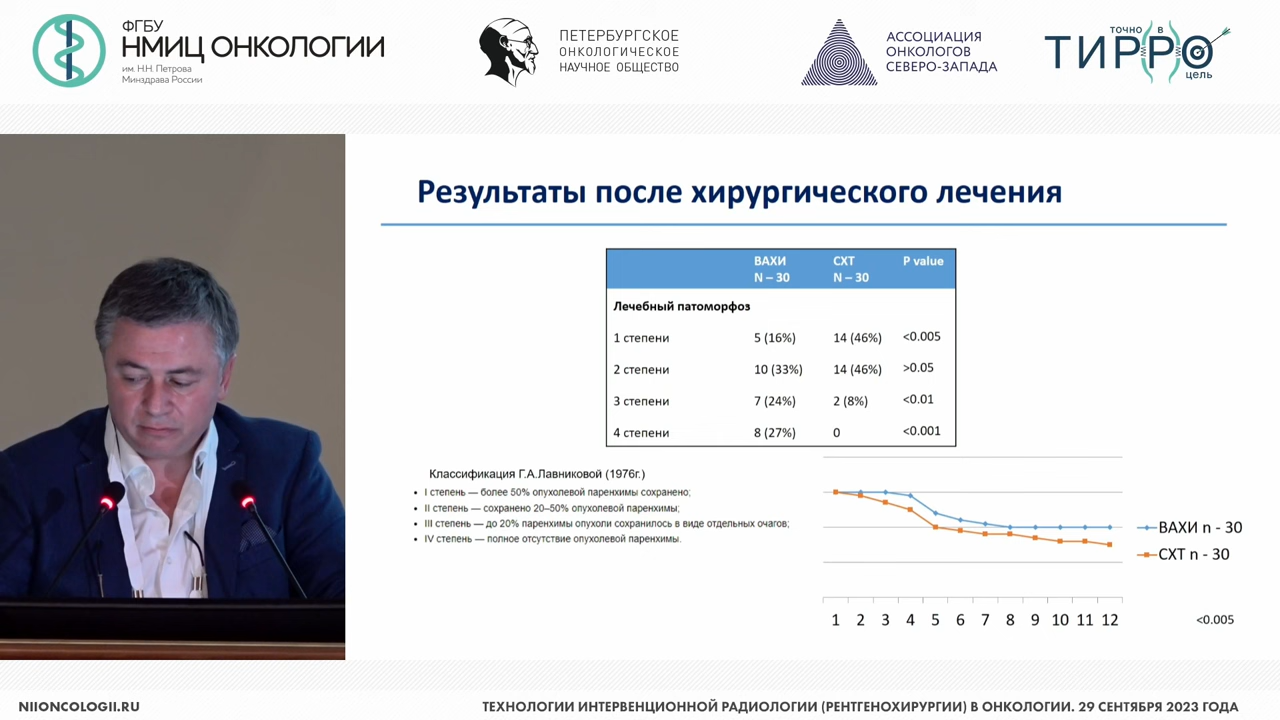 ФГБУ
НМИЦ ОНКОЛОГИИ
им. Н.Н. Петрова
Минздрава России
ПЕТЕРБУРГСКОЕ
ОНКОЛОГИЧЕСКОЕ
НАУЧНОЕ ОБЩЕСТВО
АССОЦИАЦИЯ
ОНКОЛОГОВ
СЕВЕРО-ЗАПАДА
ТОЧНО В
ТИРРО
цель
Результаты после хирургического лечения
ВАХИ СХТ P value
N – 30 N – 30
Лечебный патоморфоз
1 степени 5 (16%) 14 (46%) <0.005
2 степени 10 (33%) 14 (46%) >0.05
3 степени 7 (24%) 2 (8%) <0.01
4 степени 8 (27%) 0 <0.001
Классификация Г.А.Лавниковой (1976г.)
• I степень — более 50% опухолевой паренхимы сохранено;
• II степень — сохранено 20–50% опухолевой паренхимы;
• III степень — до 20% паренхимы опухоли сохранилось в виде отдельных очагов;
• IV степень — полное отсутствие опухолевой паренхимы.
ВАХИ n - 30
СХТ n - 30
1 2 3 4 5 6 7 8 9 10 11 12
<0.005
NIIONCOLOGII.RU
ТЕХНОЛОГИИ ИНТЕРВЕНЦИОННОЙ РАДИОЛОГИИ (РЕНТГЕНОХИРУРГИИ) В ОНКОЛОГИИ. 29 СЕНТЯБРЯ 2023 ГОДА